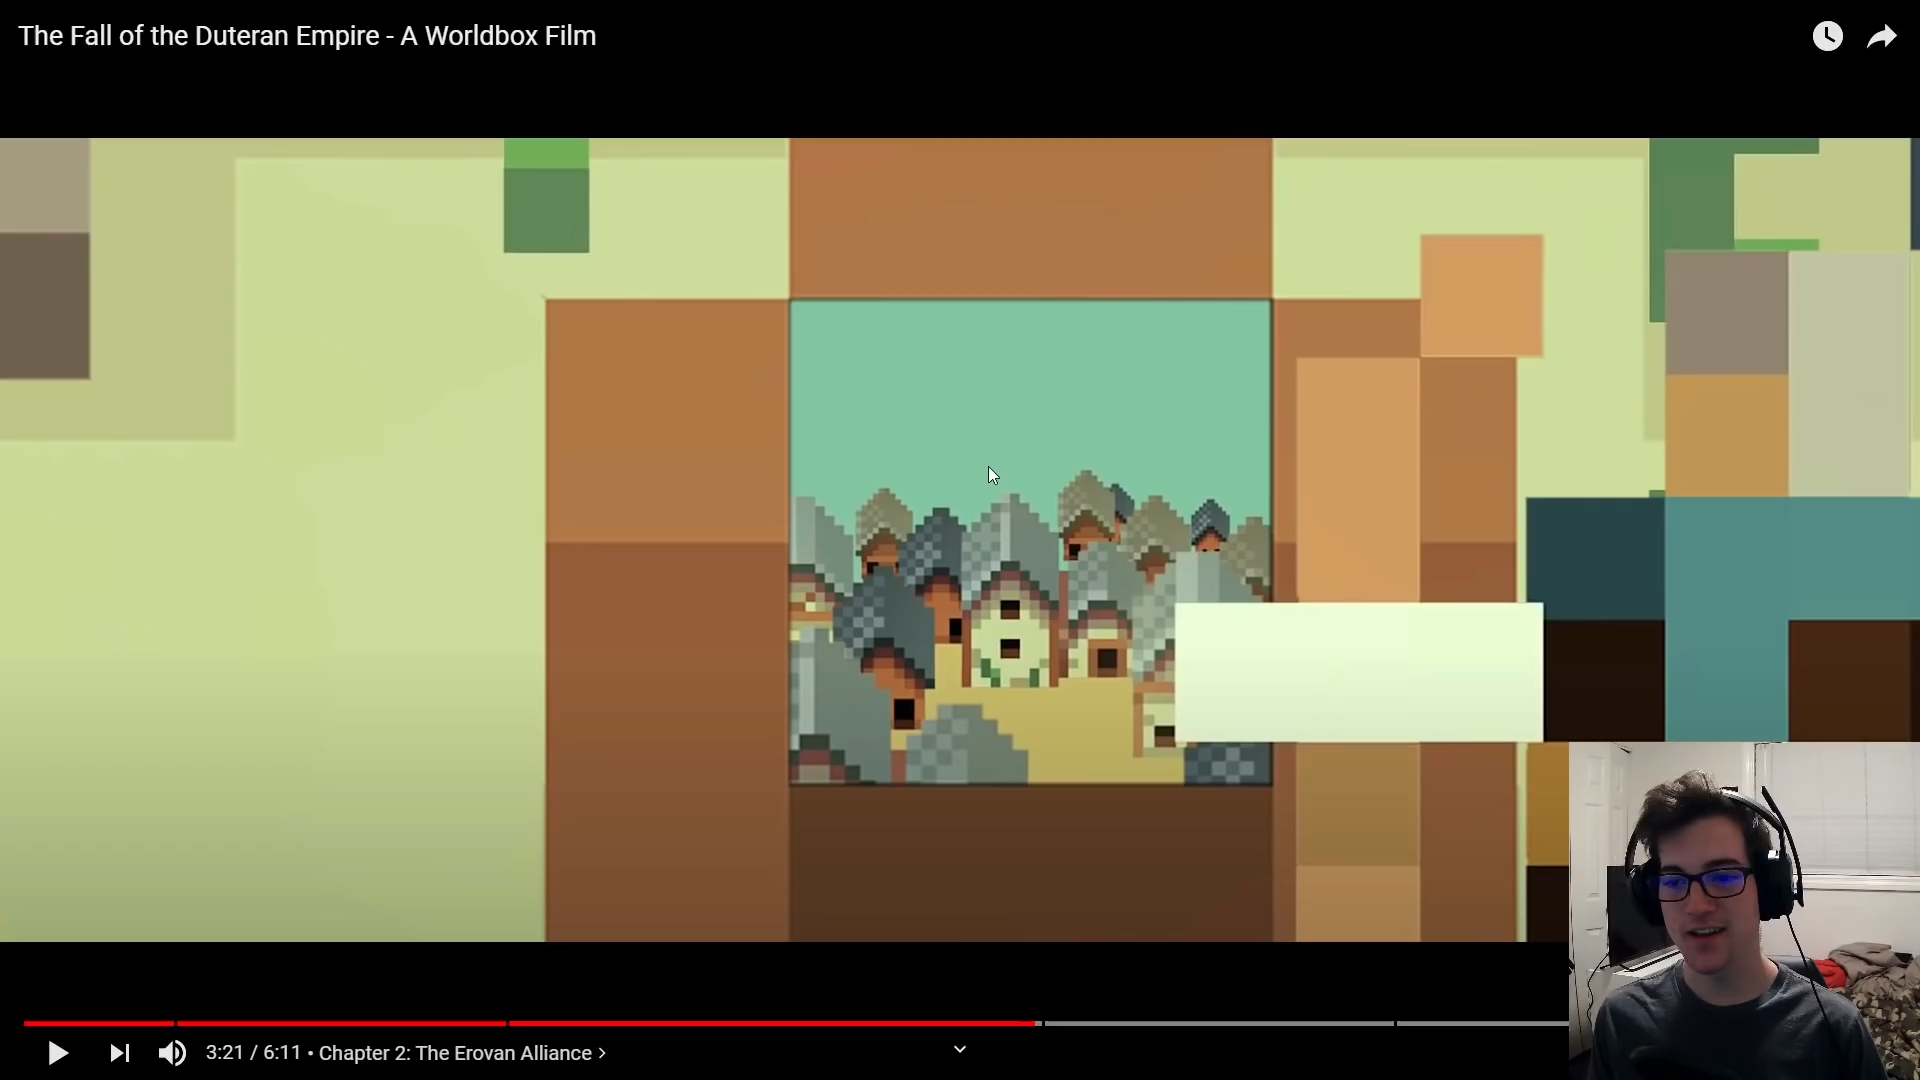 The Fall of the Duteran Empire - A Worldbox Film
3:21 / 6:11 • Chapter 2: The Erovan Alliance >